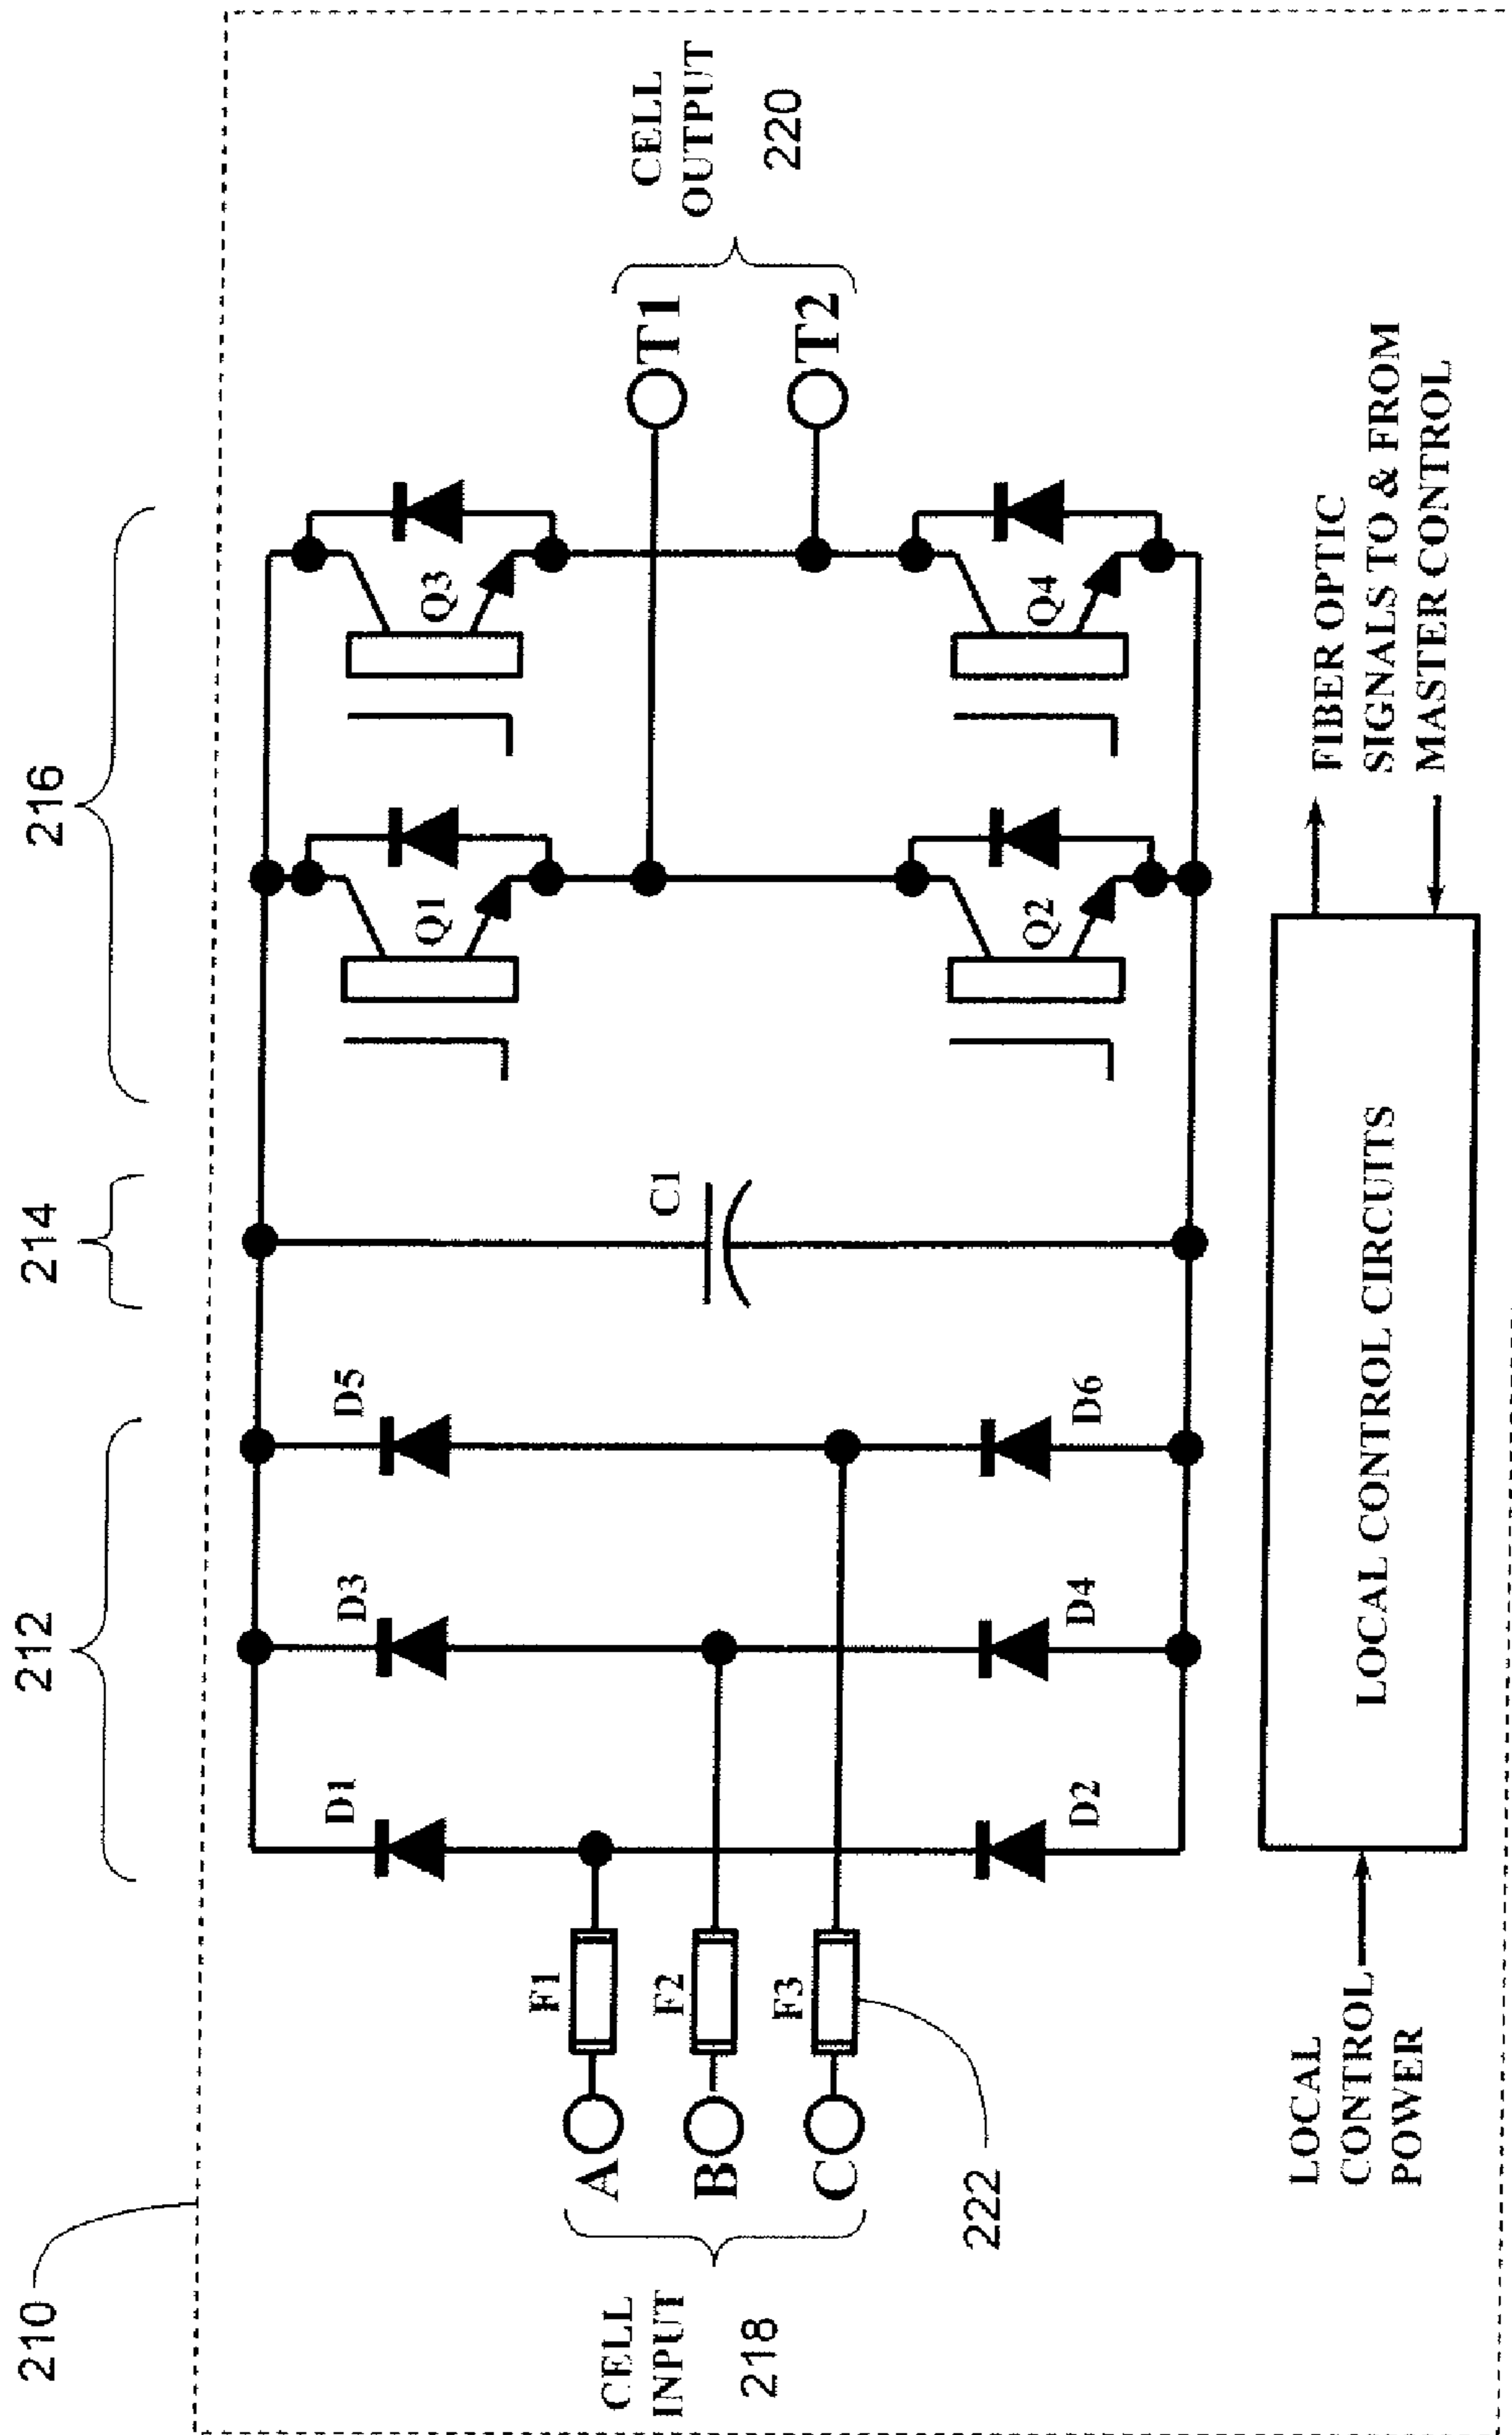 210
212
214
216
CELL
INPUT
218
A
B
C
F1
F2
F3
222
D1
D3
D5
D2
D4
D6
C1
Q1
Q3
Q2
Q4
T1
T2
CELL
OUTPUT
220
LOCAL
CONTROL
POWER
LOCAL CONTROL CIRCUITS
FIBER OPTIC
SIGNALS TO & FROM
MASTER CONTROL